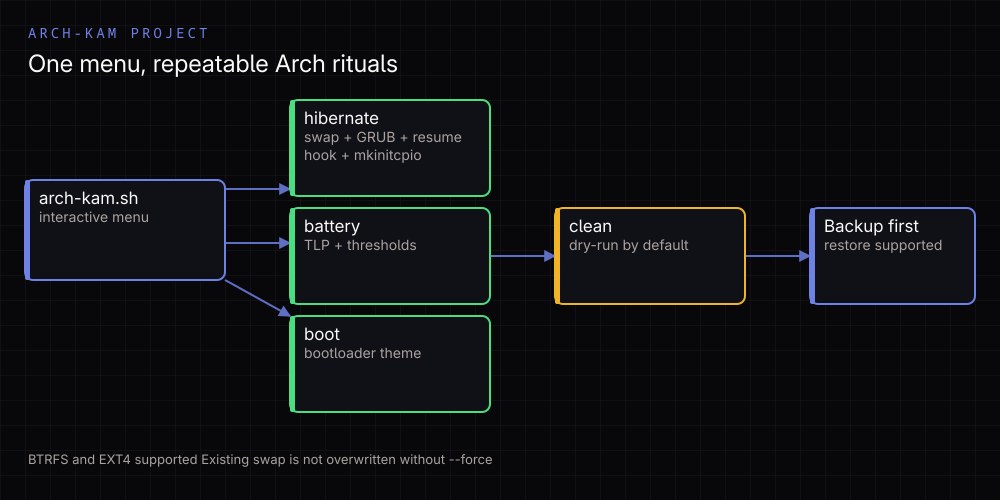 ARCH-KAM PROJECT
One menu, repeatable Arch rituals
hibernate
swap + GRUB + resume
hook + mkinitcpio
arch-kam.sh
interactive menu
battery
TLP + thresholds
clean
dry-run by default
Backup first
restore supported
boot
bootloader theme
BTRFS and EXT4 supported Existing swap is not overwritten without --force